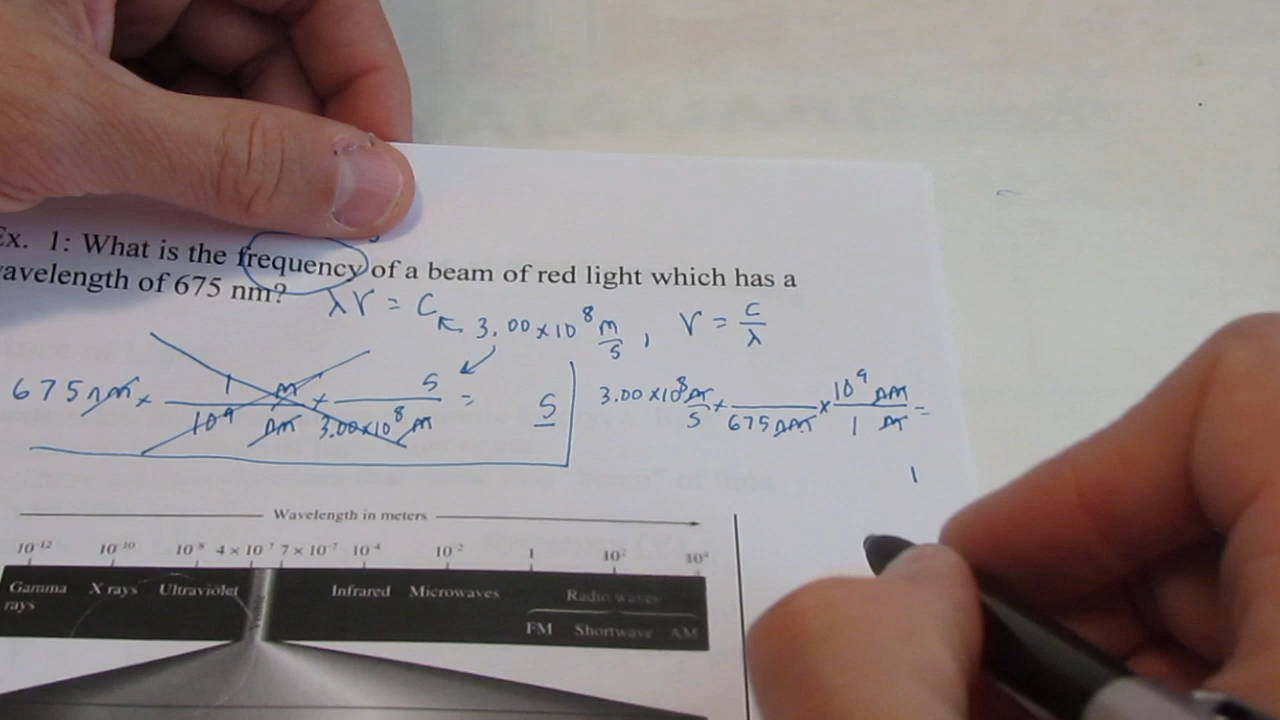 Ex. 1: What is the frequency of a beam of red light which has a
wavelength of 675 nm?
λν = C
3.00×10⁸ m/s , ν = C/λ
675 nm × 1 m / 10⁹ nm × s / 3.00×10⁸ m = s
3.00×10⁸ m/s × / 675 nm × 10⁹ nm / 1 m =
1
Wavelength in meters
10⁻¹² 10⁻¹⁰ 10⁻⁸ 4 × 10⁻⁷ 7 × 10⁻⁷ 10⁻⁴ 10⁻² 1 10² 10⁴
Gamma rays X rays Ultraviolet Infrared Microwaves Radio waves
FM Shortwave AM